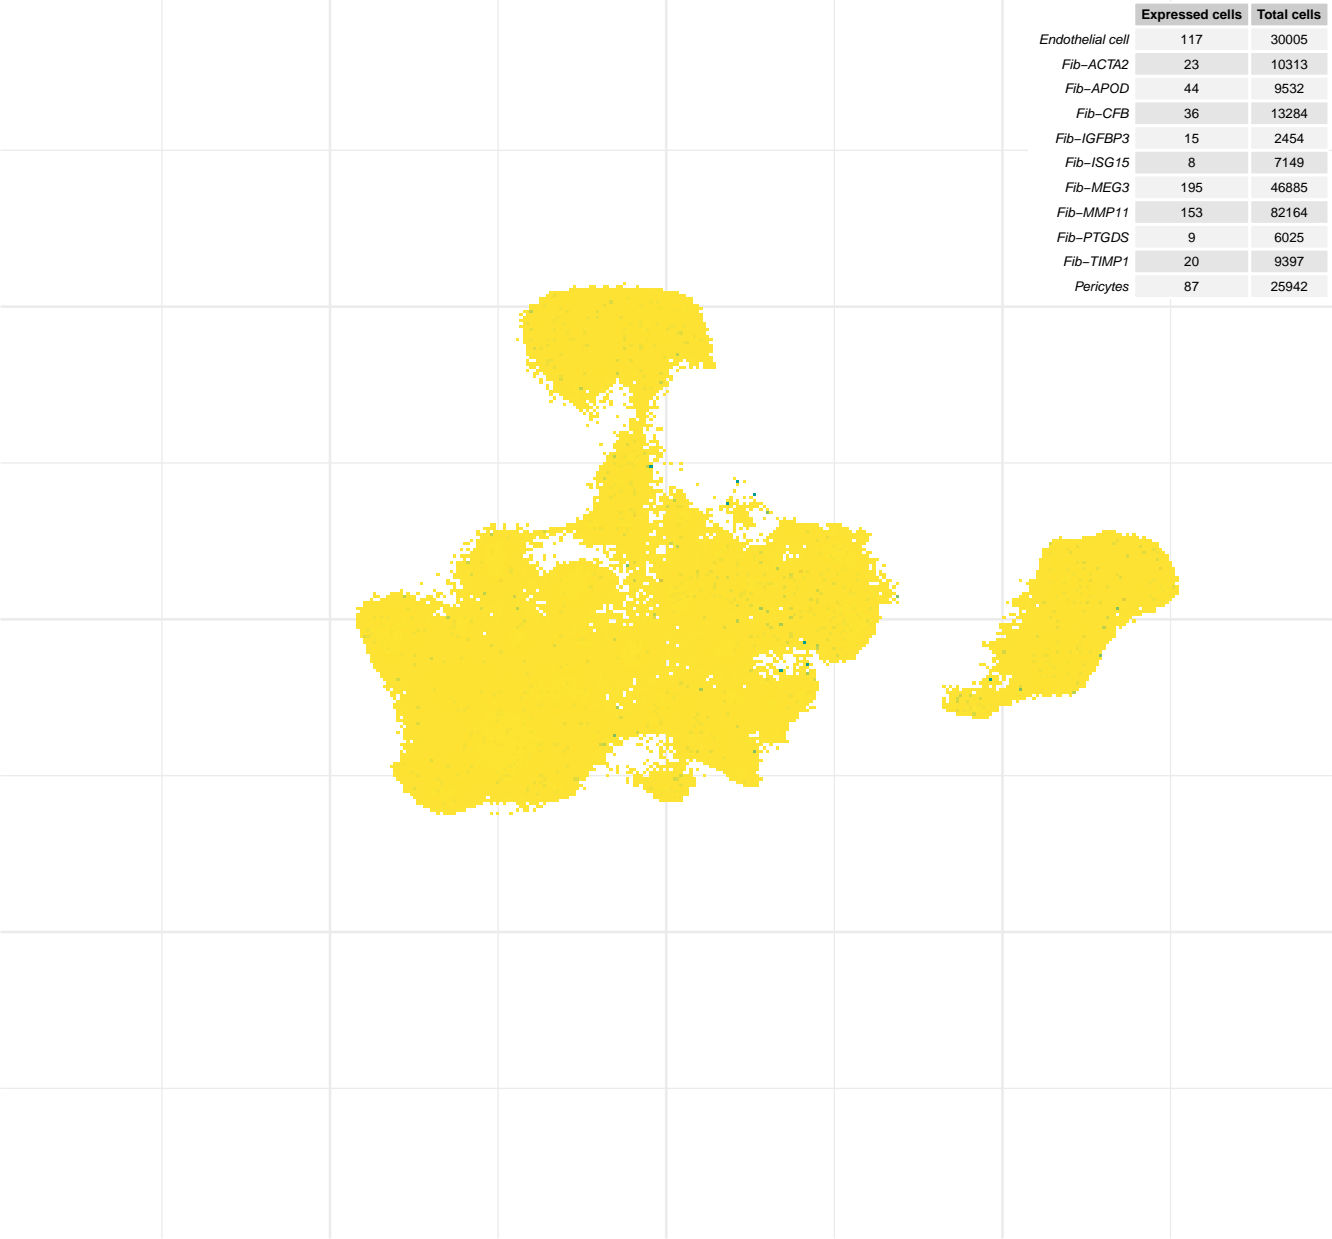 Expressed cells Total cells
Endothelial cell 117 30005
Fib−ACTA2 23 10313
Fib−APOD 44 9532
Fib−CFB 36 13284
Fib−IGFBP3 15 2454
Fib−ISG15 8 7149
Fib−MEG3 195 46885
Fib−MMP11 153 82164
Fib−PTGDS 9 6025
Fib−TIMP1 20 9397
Pericytes 87 25942